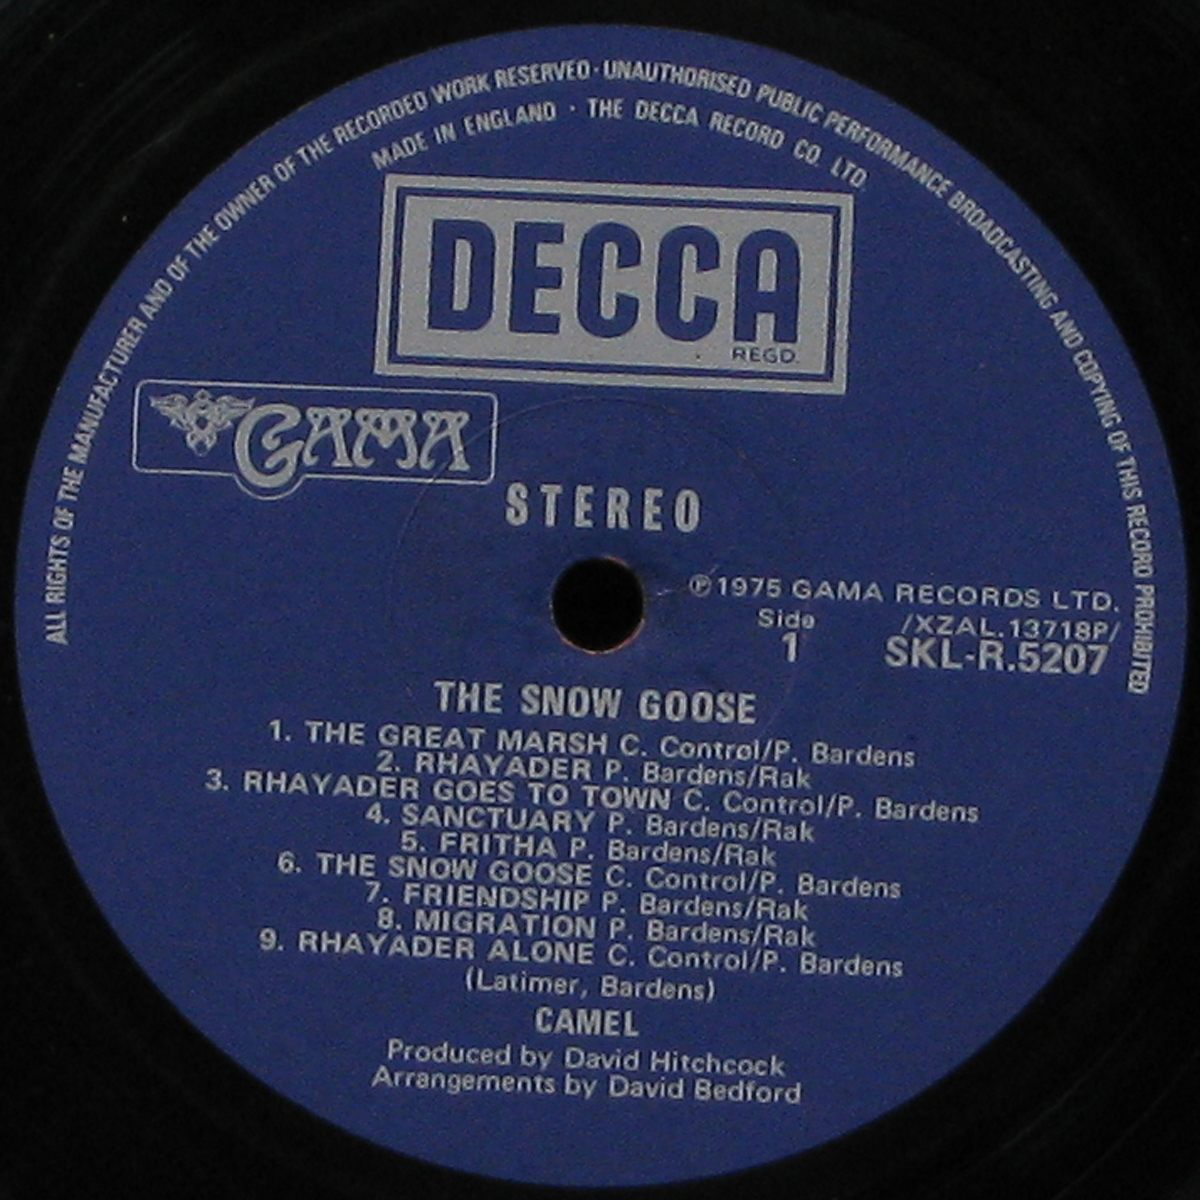 ALL RIGHTS OF THE MANUFACTURER AND OF THE OWNER OF THE RECORDED WORK RESERVED · UNAUTHORISED PUBLIC PERFORMANCE BROADCASTING AND COPYING OF THIS RECORD PROHIBITED
MADE IN ENGLAND · THE DECCA RECORD CO. LTD.
DECCA
REGD.
GAMA
STEREO
℗ 1975 GAMA RECORDS LTD.
Side /XZAL.13718P/
1 SKL-R.5207
THE SNOW GOOSE
1. THE GREAT MARSH C. Control/P. Bardens
2. RHAYADER P. Bardens/Rak
3. RHAYADER GOES TO TOWN C. Control/P. Bardens
4. SANCTUARY P. Bardens/Rak
5. FRITHA P. Bardens/Rak
6. THE SNOW GOOSE C. Control/P. Bardens
7. FRIENDSHIP P. Bardens/Rak
8. MIGRATION P. Bardens/Rak
9. RHAYADER ALONE C. Control/P. Bardens
(Latimer, Bardens)
CAMEL
Produced by David Hitchcock
Arrangements by David Bedford